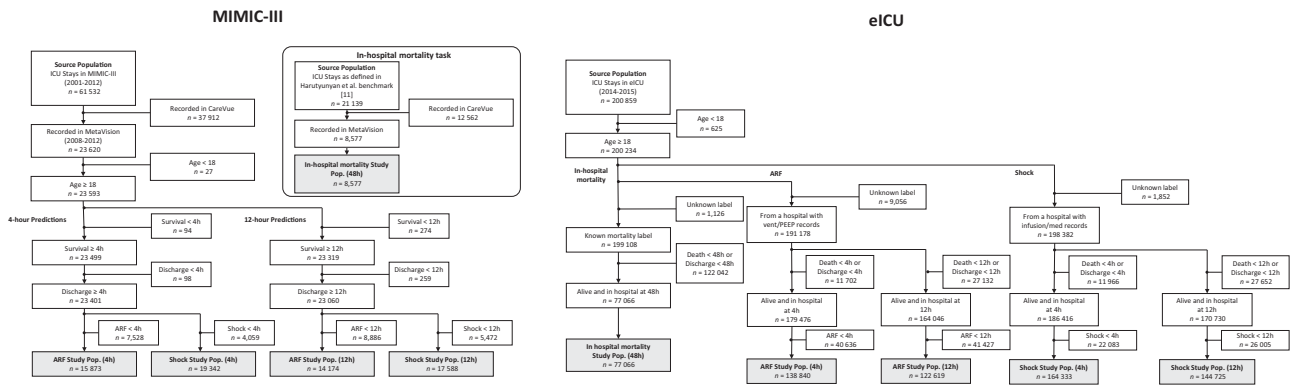 MIMIC-III
Source Population
ICU Stays in MIMIC-III
(2001-2012)
n = 61 532
Recorded in CareVue
n = 37 912
Recorded in MetaVision
(2008-2012)
n = 23 620
Age < 18
n = 27
Age ≥ 18
n = 23 593
4-hour Predictions
Survival < 4h
n = 94
Survival ≥ 4h
n = 23 499
Discharge < 4h
n = 98
Discharge ≥ 4h
n = 23 401
ARF < 4h
n = 7,528
Shock < 4h
n = 4,059
ARF Study Pop. (4h)
n = 15 873
Shock Study Pop. (4h)
n = 19 342
12-hour Predictions
Survival < 12h
n = 274
Survival ≥ 12h
n = 23 319
Discharge < 12h
n = 259
Discharge ≥ 12h
n = 23 060
ARF < 12h
n = 8,886
Shock < 12h
n = 5,472
ARF Study Pop. (12h)
n = 14 174
Shock Study Pop. (12h)
n = 17 588
In-hospital mortality task
Source Population
ICU Stays as defined in
Harutyunyan et al. benchmark
[11]
n = 21 139
Recorded in CareVue
n = 12 562
Recorded in MetaVision
n = 8,577
In-hospital mortality Study
Pop. (48h)
n = 8,577
eICU
Source Population
ICU Stays in eICU
(2014-2015)
n = 200 859
Age < 18
n = 625
Age ≥ 18
n = 200 234
In-hospital
mortality
Unknown label
n = 1,126
Known mortality label
n = 199 108
Death < 48h or
Discharge < 48h
n = 122 042
Alive and in hospital at 48h
n = 77 066
In hospital mortality
Study Pop. (48h)
n = 77 066
ARF
Unknown label
n = 9,056
From a hospital with
vent/PEEP records
n = 191 178
Death < 4h or
Discharge < 4h
n = 11 702
Death < 12h or
Discharge < 12h
n = 27 132
Alive and in hospital
at 4h
n = 179 476
Alive and in hospital at
12h
n = 164 046
ARF < 4h
n = 40 636
ARF < 12h
n = 41 427
ARF Study Pop. (4h)
n = 138 840
ARF Study Pop. (12h)
n = 122 619
Shock
Unknown label
n = 1,852
From a hospital with
infusion/med records
n = 198 382
Death < 4h or
Discharge < 4h
n = 11 966
Death < 12h or
Discharge < 12h
n = 27 652
Alive and in hospital
at 4h
n = 186 416
Alive and in hospital
at 12h
n = 170 730
Shock < 4h
n = 22 083
Shock < 12h
n = 26 005
Shock Study Pop. (4h)
n = 164 333
Shock Study Pop. (12h)
n = 144 725